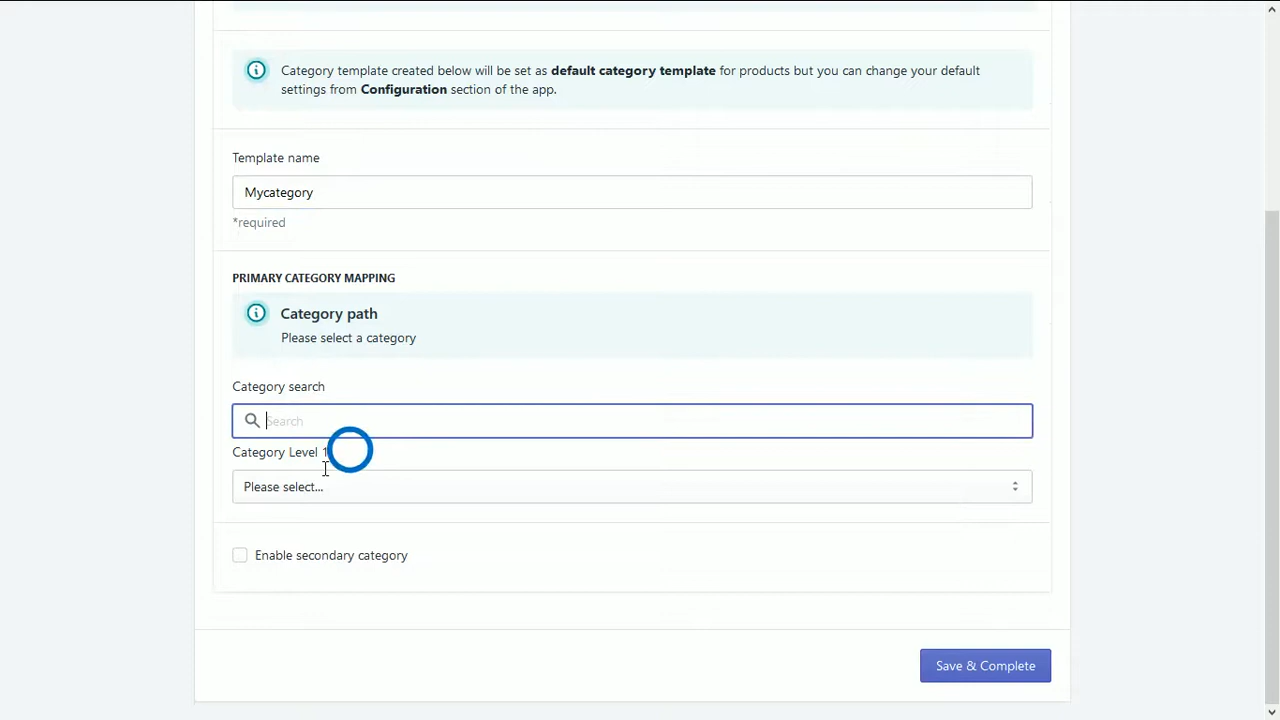 Category template created below will be set as default category template for products but you can change your default
settings from Configuration section of the app.
Template name
Mycategory
*required
PRIMARY CATEGORY MAPPING
Category path
Please select a category
Category search
Search
Category Level 1
Please select...
Enable secondary category
Save & Complete